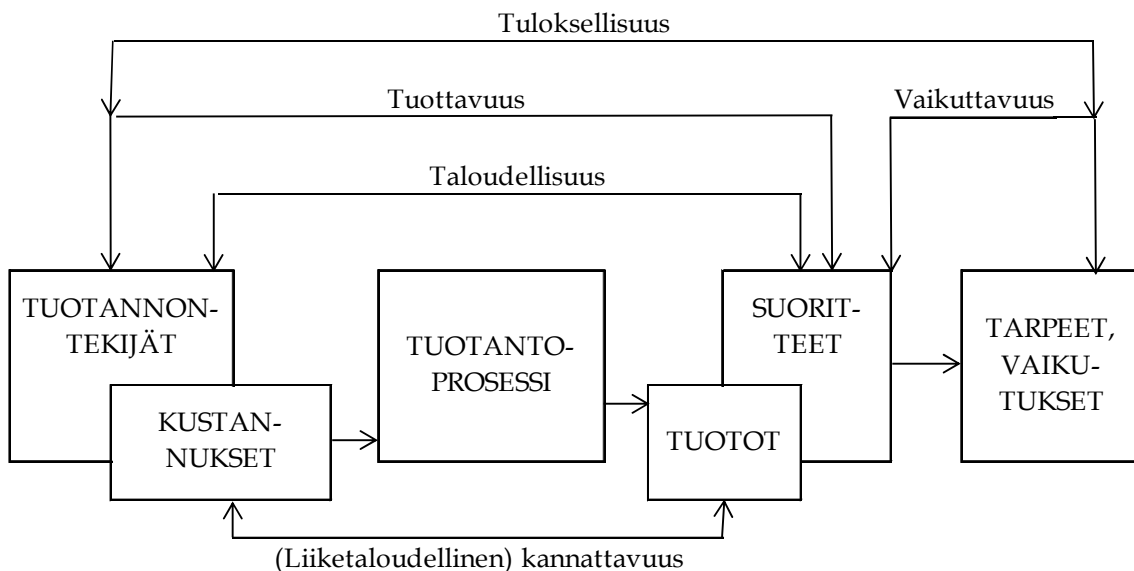 Tuloksellisuus
Tuottavuus
Vaikuttavuus
Taloudellisuus
TUOTANNON-
TEKIJÄT
KUSTAN-
NUKSET
TUOTANTO-
PROSESSI
SUORIT-
TEET
TUOTOT
TARPEET,
VAIKU-
TUKSET
(Liiketaloudellinen) kannattavuus